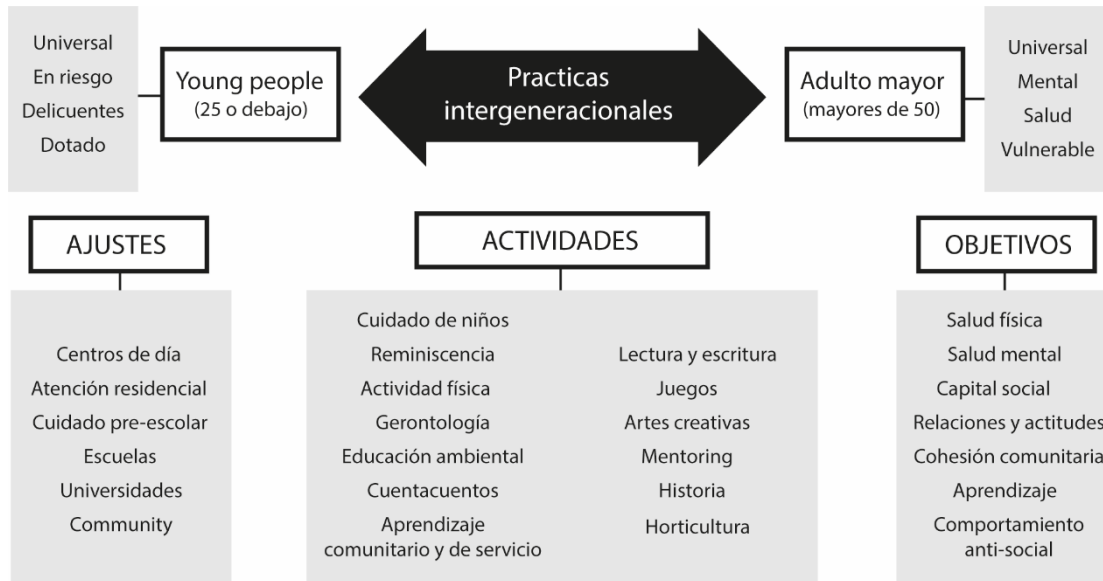 Universal
En riesgo
Delicuentes
Dotado
Young people
(25 o debajo)
Practicas
intergeneracionales
Adulto mayor
(mayores de 50)
Universal
Mental
Salud
Vulnerable
AJUSTES
Centros de día
Atención residencial
Cuidado pre-escolar
Escuelas
Universidades
Community
ACTIVIDADES
Cuidado de niños
Reminiscencia
Actividad física
Gerontología
Educación ambiental
Cuentacuentos
Aprendizaje
comunitario y de servicio
Lectura y escritura
Juegos
Artes creativas
Mentoring
Historia
Horticultura
OBJETIVOS
Salud física
Salud mental
Capital social
Relaciones y actitudes
Cohesión comunitaria
Aprendizaje
Comportamiento
anti-social